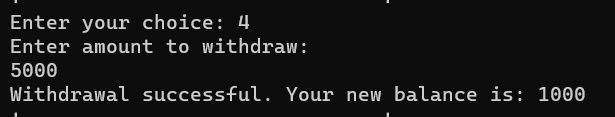 Enter your choice: 4
Enter amount to withdraw:
5000
Withdrawal successful. Your new balance is: 1000